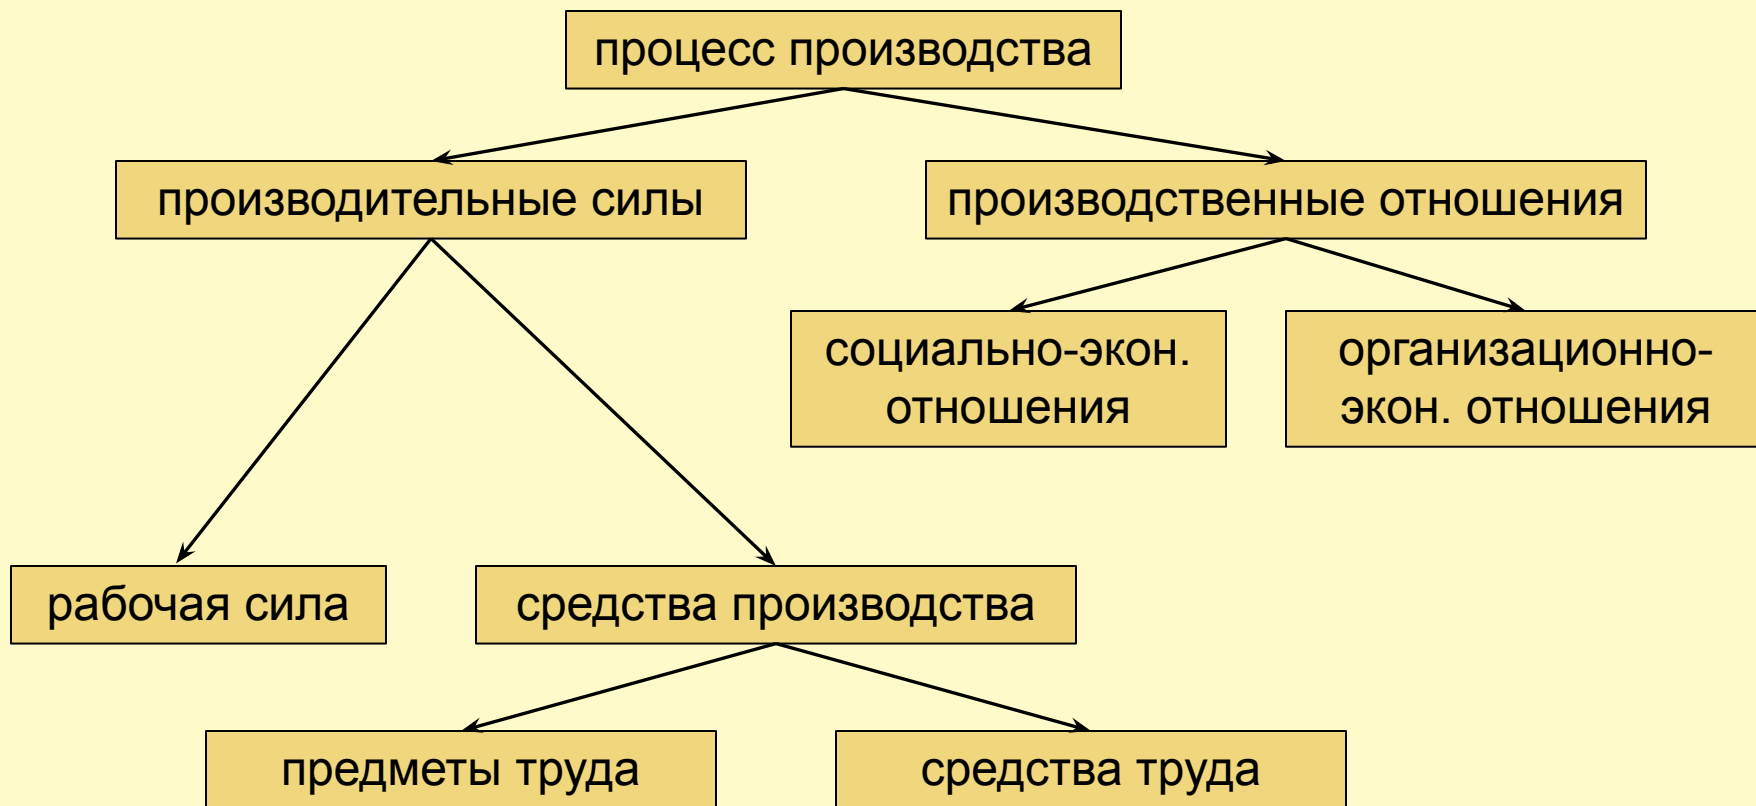 процесс производства
производительные силы
производственные отношения
социально-экон.
отношения
организационно-
экон. отношения
рабочая сила
средства производства
предметы труда
средства труда